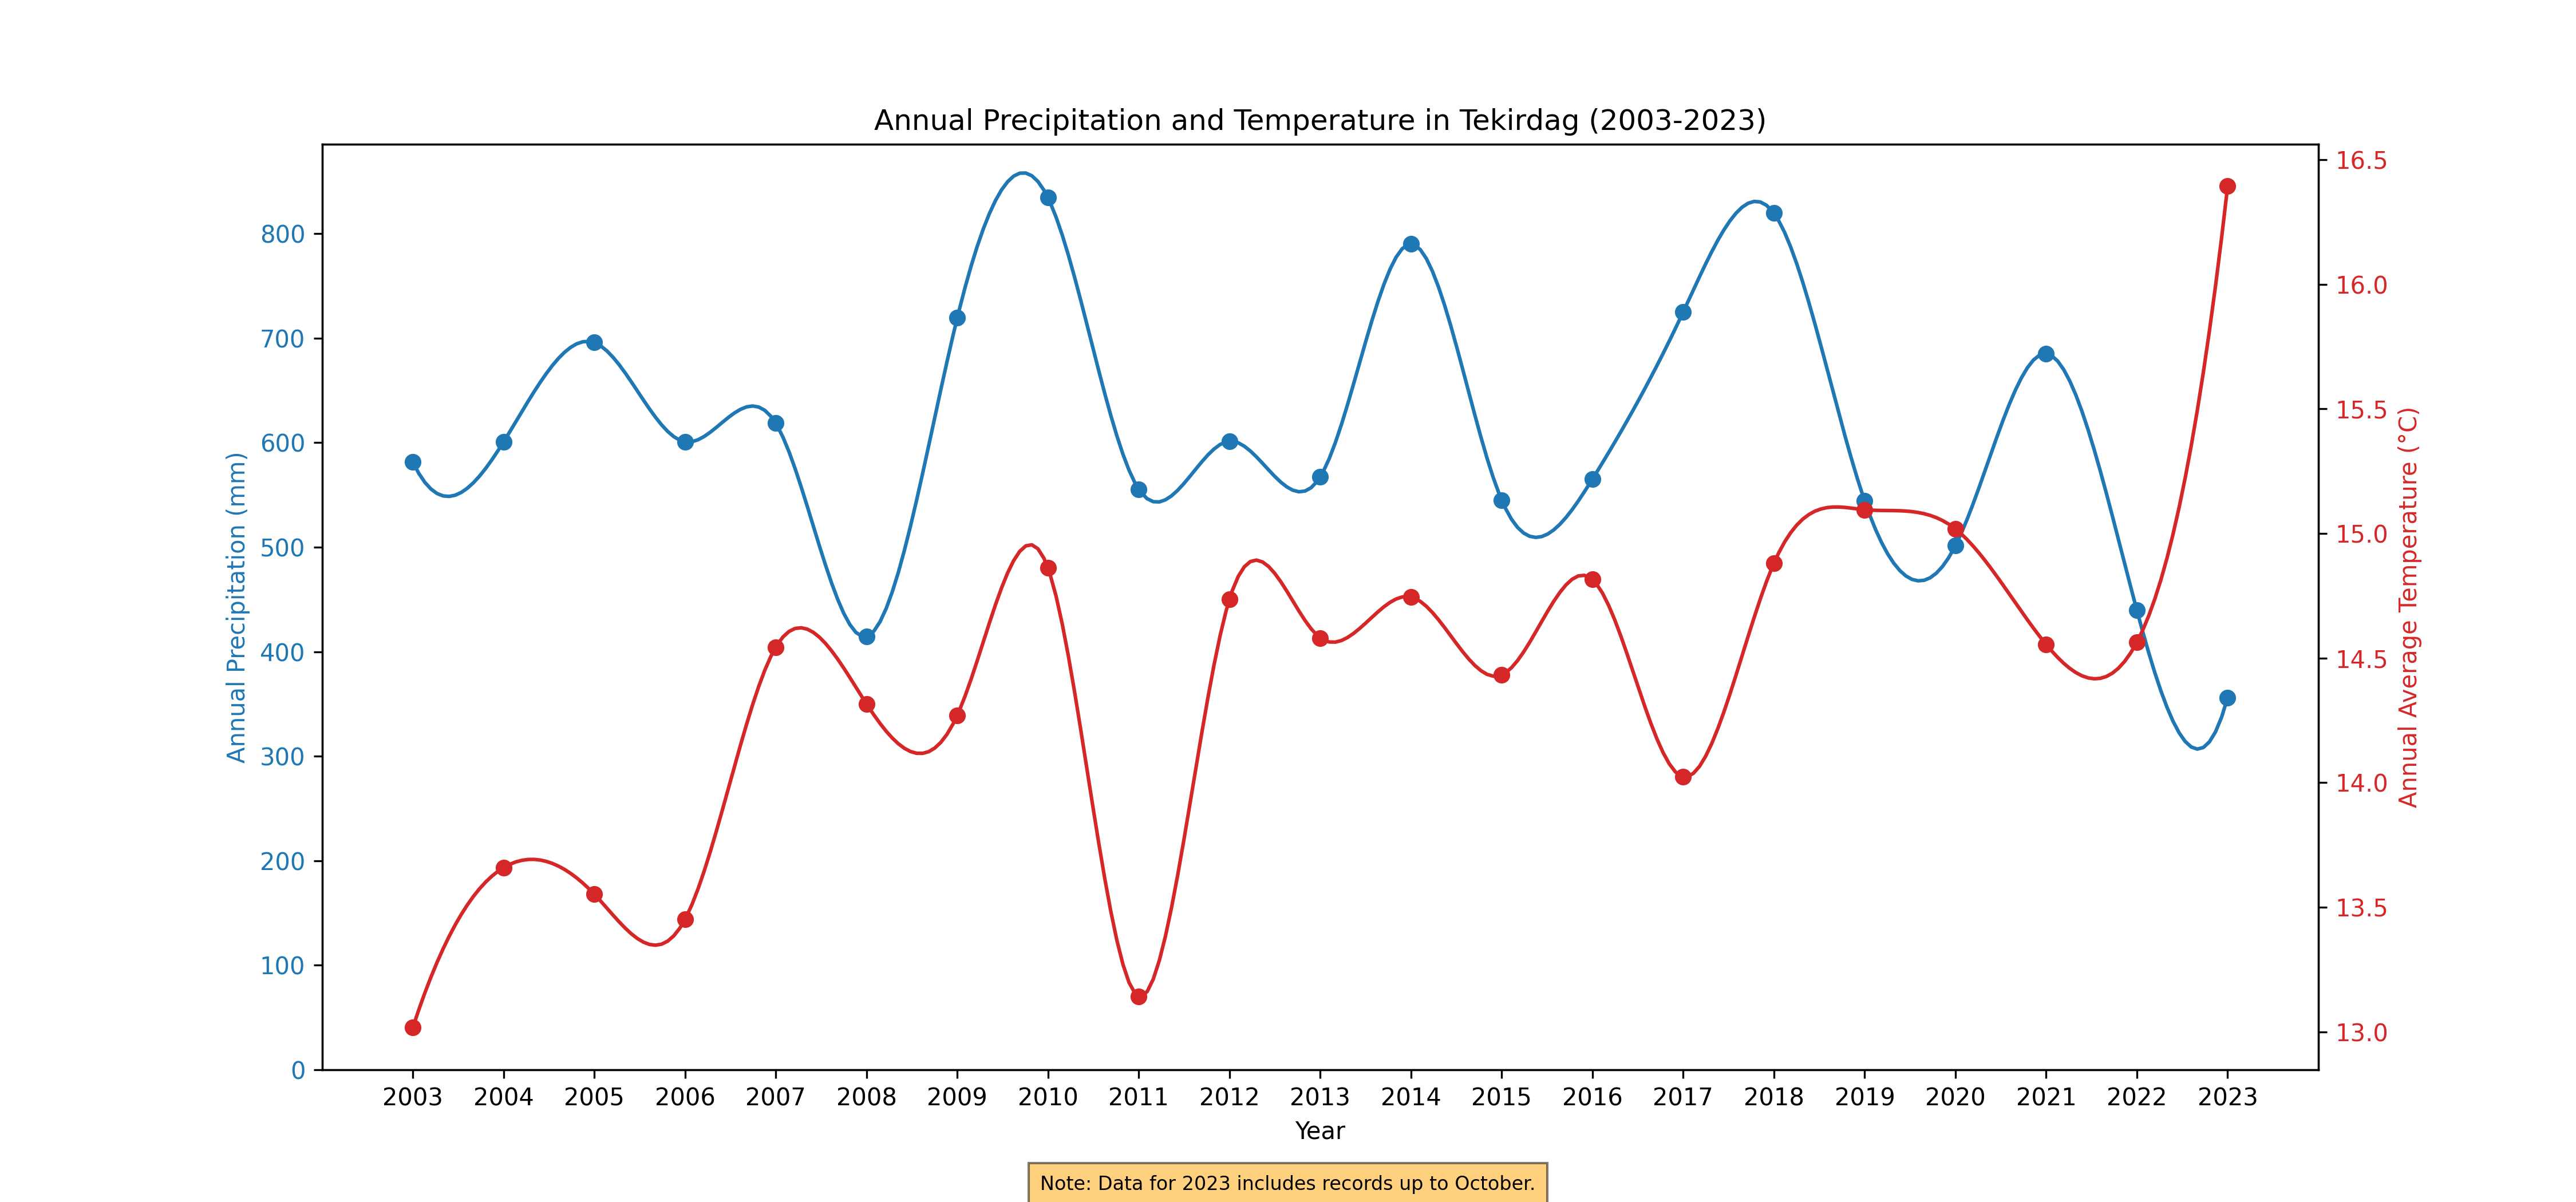 Annual Precipitation and Temperature in Tekirdag (2003-2023)
Annual Precipitation (mm)
800
700
600
500
400
300
200
100
0
16.5
16.0
15.5
15.0
14.5
14.0
13.5
13.0
Annual Average Temperature (°C)
2003 2004 2005 2006 2007 2008 2009 2010 2011 2012 2013 2014 2015 2016 2017 2018 2019 2020 2021 2022 2023
Year
Note: Data for 2023 includes records up to October.